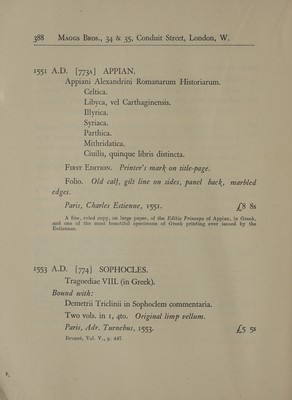 388 MAGGS BROS., 34 & 35, Conduit Street, London, W.
1551 A.D. [773A] APPIAN.
Appiani Alexandrini Romanarum Historiarum.
Celtica.
Libyca, vel Carthaginensis.
Illyrica.
Syriaca.
Parthica.
Mithridatica.
Ciuilis, quinque libris distincta.
FIRST EDITION. Printer's mark on title-page.
Folio. Old calf, gilt line on sides, panel back, marbled
edges.
Paris, Charles Estienne, 1551. £8 8s
A fine, ruled copy, on large paper, of the Editio Princeps of Appian, in Greek,
and one of the most beautiful specimens of Greek printing ever issued by the
Estiennes.
1553 A.D. [774] SOPHOCLES.
Tragoediae VIII. (in Greek).
Bound with:
Demetrii Triclinii in Sophoclem commentaria.
Two vols. in 1, 4to. Original limp vellum.
Paris, Adr. Turnebus, 1553. £5 5s
Brunet, Vol. V., p. 447.